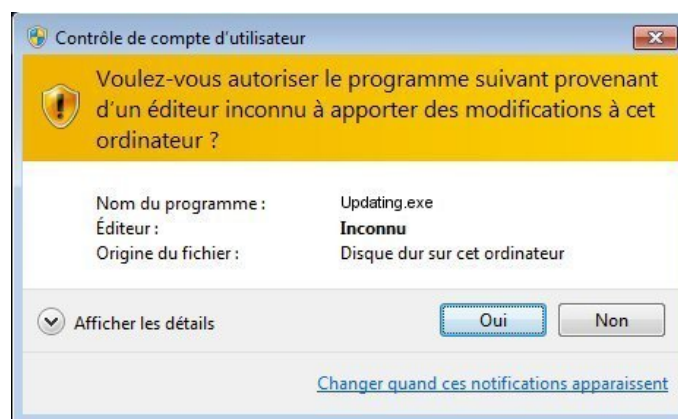 Contrôle de compte d'utilisateur
Voulez-vous autoriser le programme suivant provenant
d'un éditeur inconnu à apporter des modifications à cet
ordinateur ?
Nom du programme : Updating.exe
Éditeur : Inconnu
Origine du fichier : Disque dur sur cet ordinateur
Afficher les détails Oui Non
Changer quand ces notifications apparaissent